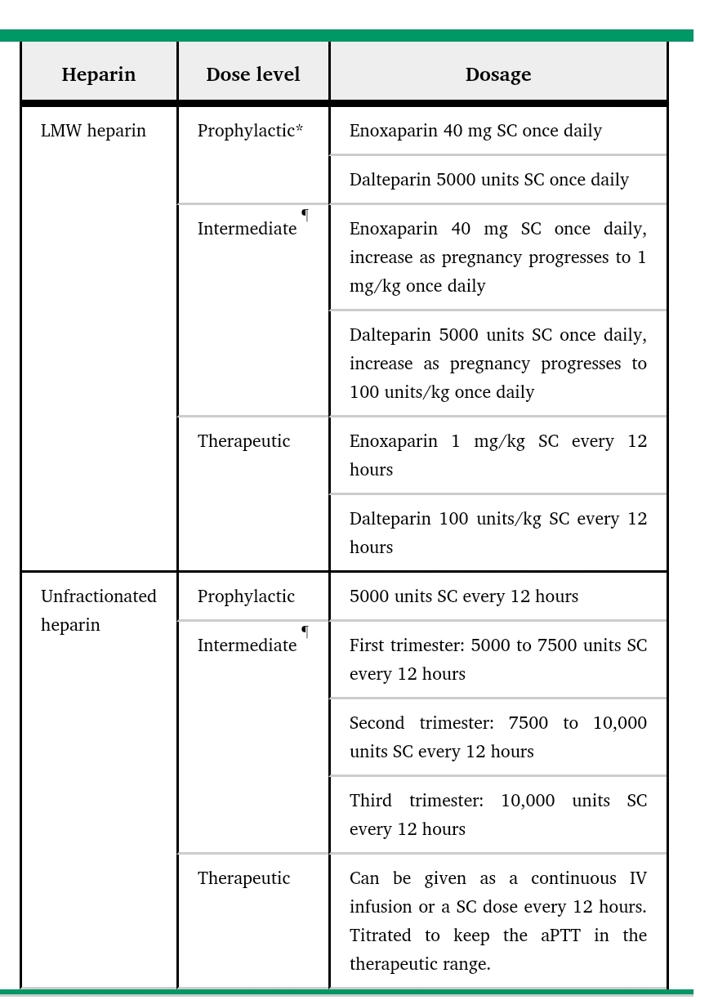 Heparin
Dose level
Dosage
LMW heparin
Prophylactic*
Enoxaparin 40 mg SC once daily
Dalteparin 5000 units SC once daily
Intermediate ¶
Enoxaparin 40 mg SC once daily,
increase as pregnancy progresses to 1
mg/kg once daily
Dalteparin 5000 units SC once daily,
increase as pregnancy progresses to
100 units/kg once daily
Therapeutic
Enoxaparin 1 mg/kg SC every 12
hours
Dalteparin 100 units/kg SC every 12
hours
Unfractionated
heparin
Prophylactic
5000 units SC every 12 hours
Intermediate ¶
First trimester: 5000 to 7500 units SC
every 12 hours
Second trimester: 7500 to 10,000
units SC every 12 hours
Third trimester: 10,000 units SC
every 12 hours
Therapeutic
Can be given as a continuous IV
infusion or a SC dose every 12 hours.
Titrated to keep the aPTT in the
therapeutic range.